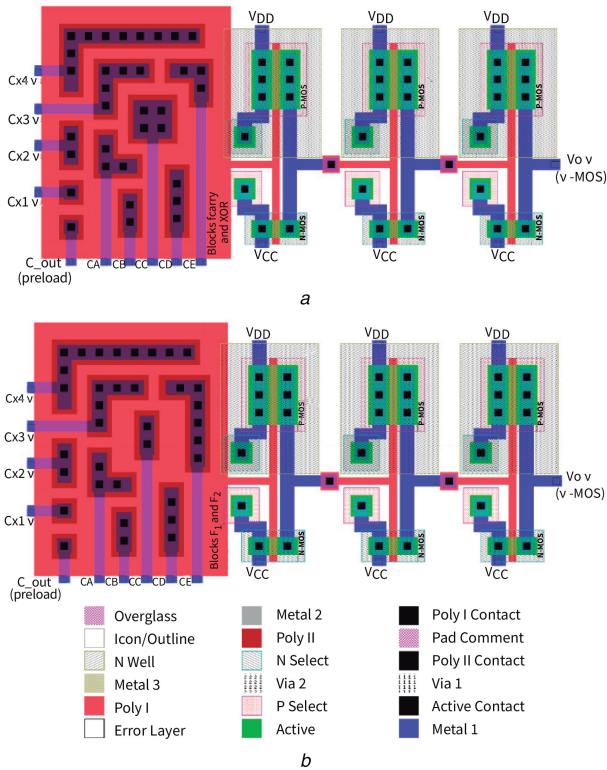 a
VDD VDD VDD
Cx4 v
Cx3 v
Cx2 v
Cx1 v
P-MOS P-MOS P-MOS
Blocks fcarry
and XOR
Vo v
(v -MOS)
N-MOS N-MOS N-MOS
C_out
(preload)
CA CB CC CD CE
VCC VCC VCC
a
VDD VDD VDD
Cx4 v
Cx3 v
Cx2 v
Cx1 v
P-MOS P-MOS P-MOS
Blocks F1 and F2
Vo v
(v -MOS)
N-MOS N-MOS N-MOS
C_out
(preload)
CA CB CC CD CE
VCC VCC VCC
Overglass
Icon/Outline
N Well
Metal 3
Poly I
Error Layer
Metal 2
Poly II
N Select
Via 2
P Select
Active
Poly I Contact
Pad Comment
Poly II Contact
Via 1
Active Contact
Metal 1
b